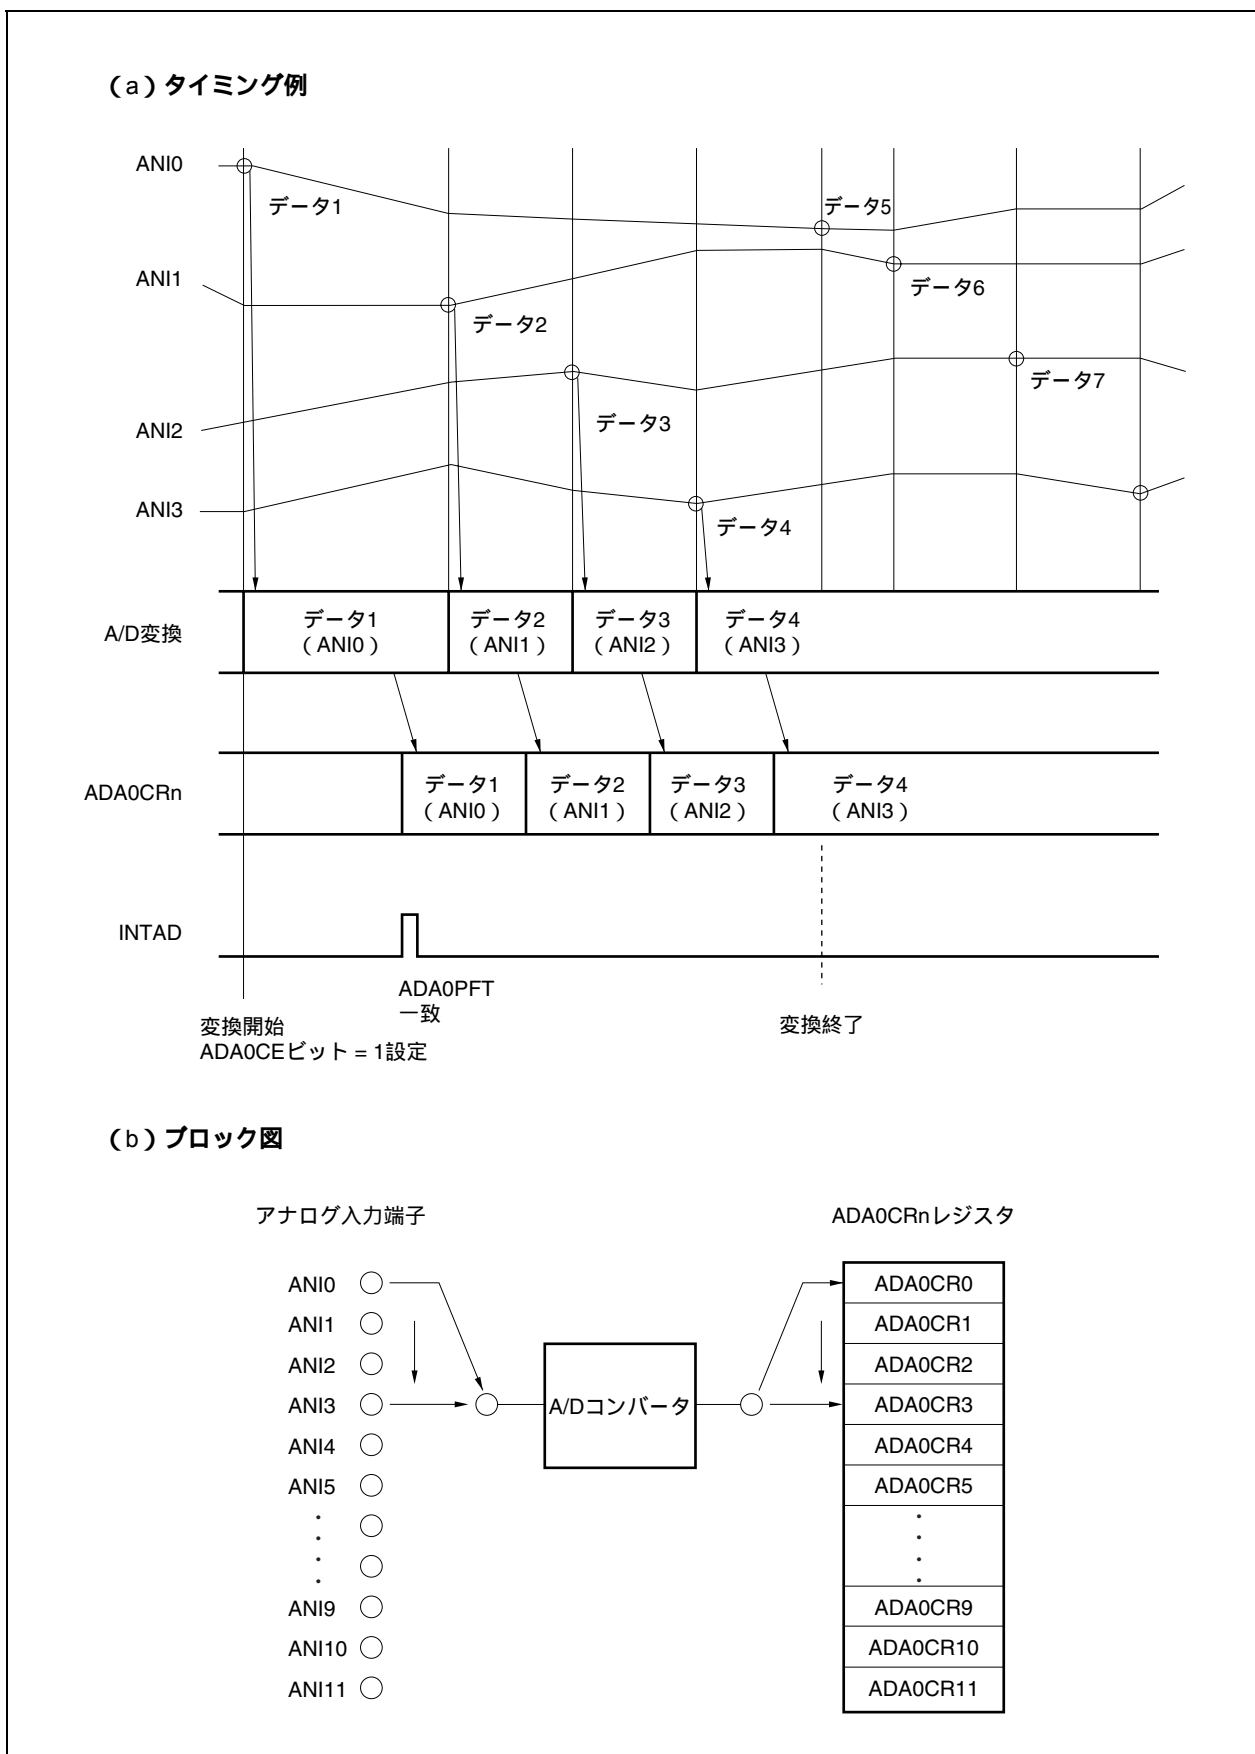 （a）タイミング例
ANI0
データ1
データ5
ANI1
データ2
データ6
ANI2
データ3
データ7
ANI3
データ4
A/D変換
データ1
（ANI0）
データ2
（ANI1）
データ3
（ANI2）
データ4
（ANI3）
ADA0CRn
データ1
（ANI0）
データ2
（ANI1）
データ3
（ANI2）
データ4
（ANI3）
INTAD
ADA0PFT
一致
変換開始
ADA0CEビット = 1設定
変換終了
（b）ブロック図
アナログ入力端子
ADA0CRnレジスタ
ANI0
ANI1
ANI2
ANI3
ANI4
ANI5
ANI9
ANI10
ANI11
A/Dコンバータ
ADA0CR0
ADA0CR1
ADA0CR2
ADA0CR3
ADA0CR4
ADA0CR5
ADA0CR9
ADA0CR10
ADA0CR11